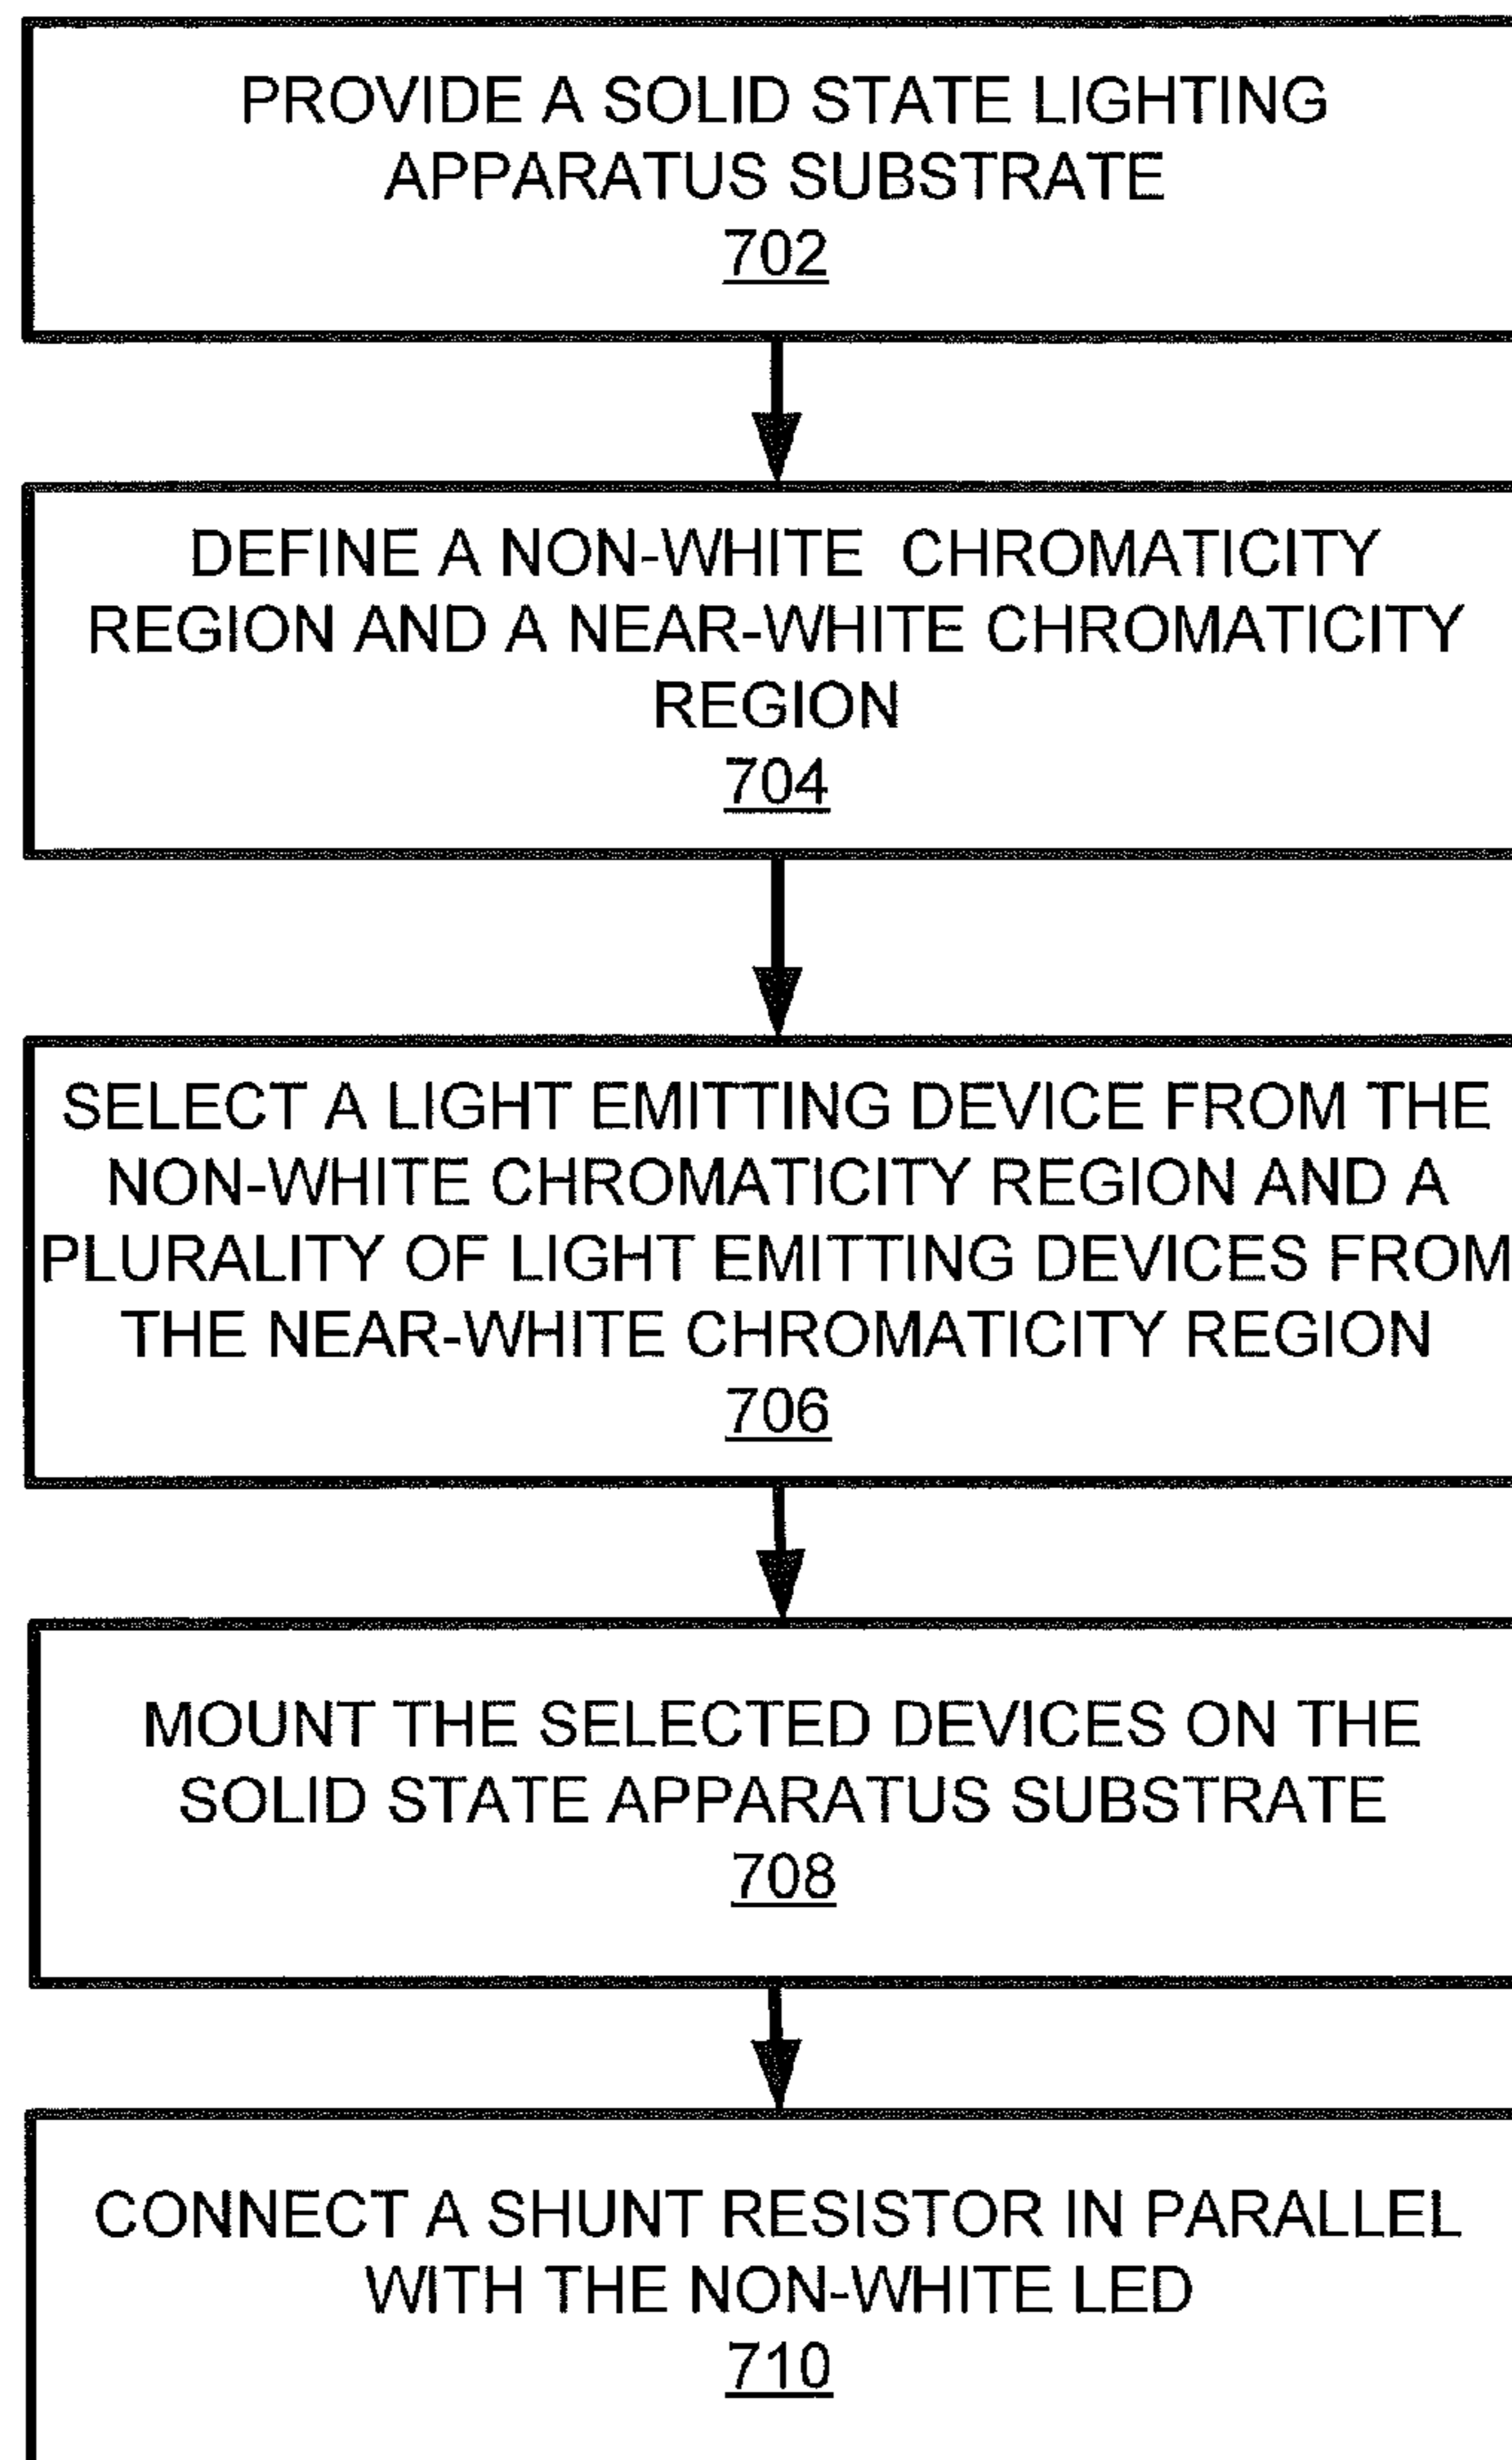 PROVIDE A SOLID STATE LIGHTING
APPARATUS SUBSTRATE
702
DEFINE A NON-WHITE CHROMATICITY
REGION AND A NEAR-WHITE CHROMATICITY
REGION
704
SELECT A LIGHT EMITTING DEVICE FROM THE
NON-WHITE CHROMATICITY REGION AND A
PLURALITY OF LIGHT EMITTING DEVICES FROM
THE NEAR-WHITE CHROMATICITY REGION
706
MOUNT THE SELECTED DEVICES ON THE
SOLID STATE APPARATUS SUBSTRATE
708
CONNECT A SHUNT RESISTOR IN PARALLEL
WITH THE NON-WHITE LED
710